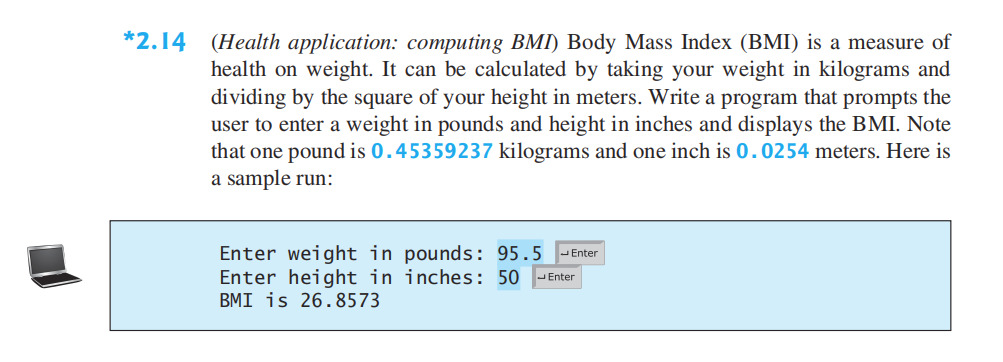 *2.14 (Health application: computing BMI) Body Mass Index (BMI) is a measure of
health on weight. It can be calculated by taking your weight in kilograms and
dividing by the square of your height in meters. Write a program that prompts the
user to enter a weight in pounds and height in inches and displays the BMI. Note
that one pound is 0.45359237 kilograms and one inch is 0.0254 meters. Here is
a sample run:
Enter weight in pounds: 95.5 ↵Enter
Enter height in inches: 50 ↵Enter
BMI is 26.8573